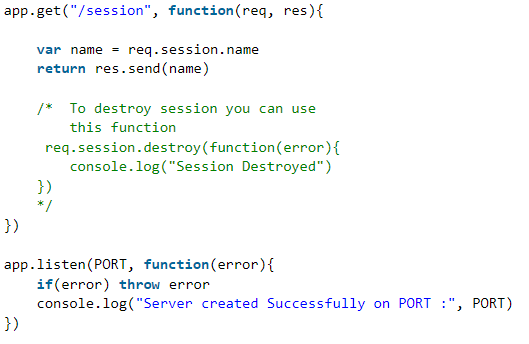 app.get("/session", function(req, res){
    var name = req.session.name
    return res.send(name)
    /*  To destroy session you can use
        this function
     req.session.destroy(function(error){
        console.log("Session Destroyed")
    })
    */
})
app.listen(PORT, function(error){
    if(error) throw error
    console.log("Server created Successfully on PORT :", PORT)
})